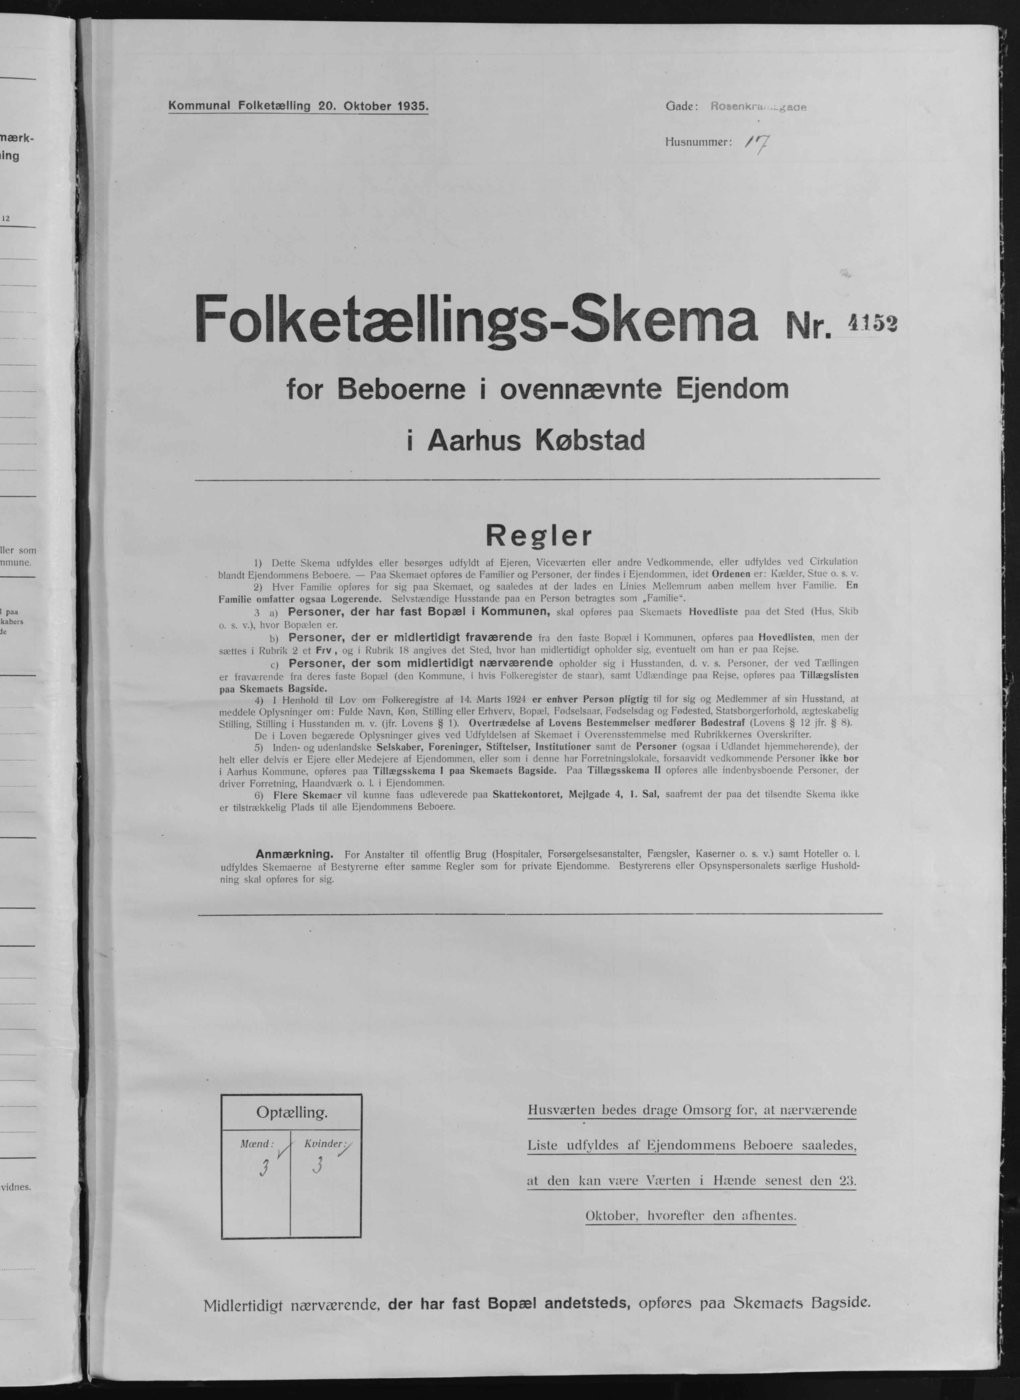 mærk-
ing
12
ller som
mmune.
l paa
kabers
de
vidnes.
Kommunal Folketælling 20. Oktober 1935.
Gade:
Husnummer: 17
Folketællings-Skema Nr. 4152
for Beboerne i ovennævnte Ejendom
i Aarhus Købstad
Regler
1) Dette Skema udfyldes eller besørges udfyldt af Ejeren, Viceværten eller andre Vedkommende, eller udfyldes ved Cirkulation
blandt Ejendommens Beboere. — Paa Skemaet opføres de Familier og Personer, der findes i Ejendommen, idet Ordenen er: Kælder, Stue o. s. v.
2) Hver Familie opføres for sig paa Skemaet, og saaledes at der lades en Linies Mellemrum aaben mellem hver Familie. En
Familie omfatter ogsaa Logerende. Selvstændige Husstande paa en Person betragtes som „Familie“.
3 a) Personer, der har fast Bopæl i Kommunen, skal opføres paa Skemaets Hovedliste paa det Sted (Hus, Skib
o. s. v.), hvor Bopælen er.
b) Personer, der er midlertidigt fraværende fra den faste Bopæl i Kommunen, opføres paa Hovedlisten, men der
sættes i Rubrik 2 et Frv, og i Rubrik 18 angives det Sted, hvor han midlertidigt opholder sig, eventuelt om han er paa Rejse.
c) Personer, der som midlertidigt nærværende opholder sig i Husstanden, d. v. s. Personer, der ved Tællingen
er fraværende fra deres faste Bopæl (den Kommune, i hvis Folkeregister de staar), samt Udlændinge paa Rejse, opføres paa Tillægslisten
paa Skemaets Bagside.
4) I Henhold til Lov om Folkeregistre af 14. Marts 1924 er enhver Person pligtig til for sig og Medlemmer af sin Husstand, at
meddele Oplysninger om: Fulde Navn, Køn, Stilling eller Erhverv, Bopæl, Fødselsaar, Fødselsdag og Fødested, Statsborgerforhold, ægteskabelig
Stilling, Stilling i Husstanden m. v. (jfr. Lovens § 1). Overtrædelse af Lovens Bestemmelser medfører Bødestraf (Lovens § 12 jfr. § 8).
De i Loven begærede Oplysninger gives ved Udfyldelsen af Skemaet i Overensstemmelse med Rubrikkernes Overskrifter.
5) Inden- og udenlandske Selskaber, Foreninger, Stiftelser, Institutioner samt de Personer (ogsaa i Udlandet hjemmehørende), der
helt eller delvis er Ejere eller Medejere af Ejendommen, eller som i denne har Forretningslokale, forsaavidt vedkommende Personer ikke bor
i Aarhus Kommune, opføres paa Tillægsskema I paa Skemaets Bagside. Paa Tillægsskema II opføres alle indenbysboende Personer, der
driver Forretning, Haandværk o. l. i Ejendommen.
6) Flere Skemaer vil kunne faas udleverede paa Skattekontoret, Mejlgade 4, 1. Sal, saafremt der paa det tilsendte Skema ikke
er tilstrækkelig Plads til alle Ejendommens Beboere.
Anmærkning. For Anstalter til offentlig Brug (Hospitaler, Forsørgelsesanstalter, Fængsler, Kaserner o. s. v.) samt Hoteller o. l.
udfyldes Skemaerne af Bestyrerne efter samme Regler som for private Ejendomme. Bestyrerens eller Opsynspersonalets særlige Hushold-
ning skal opføres for sig.
Optælling.
Mænd: Kvinder:
3 3
Husværten bedes drage Omsorg for, at nærværende
Liste udfyldes af Ejendommens Beboere saaledes,
at den kan være Værten i Hænde senest den 23.
Oktober, hvorefter den afhentes.
Midlertidigt nærværende, der har fast Bopæl andetsteds, opføres paa Skemaets Bagside.